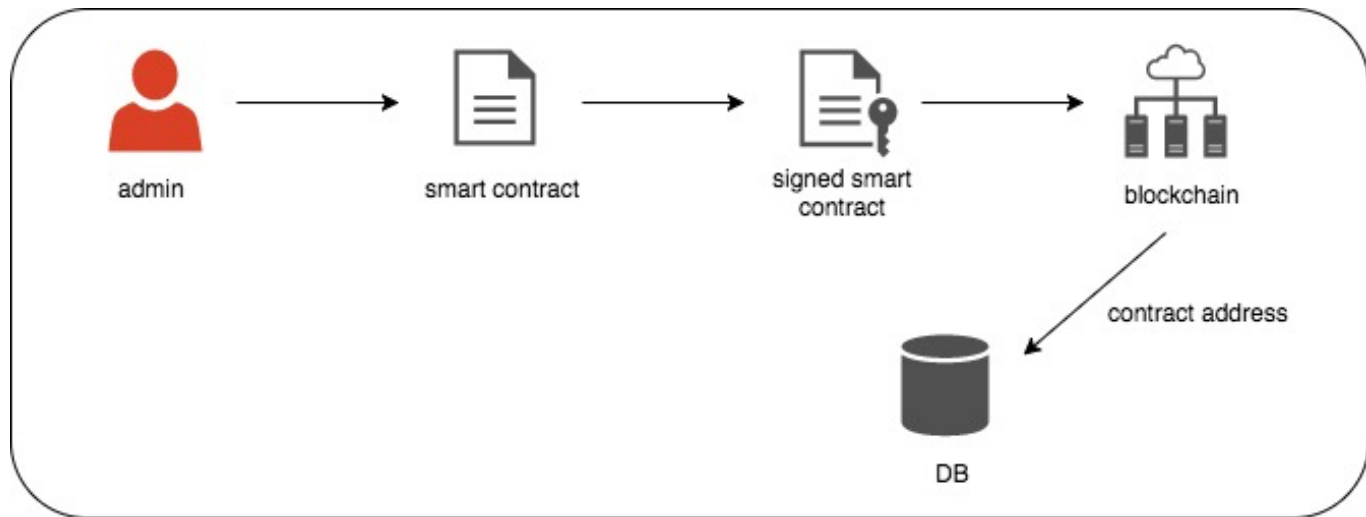 admin
smart contract
signed smart
contract
blockchain
contract address
DB